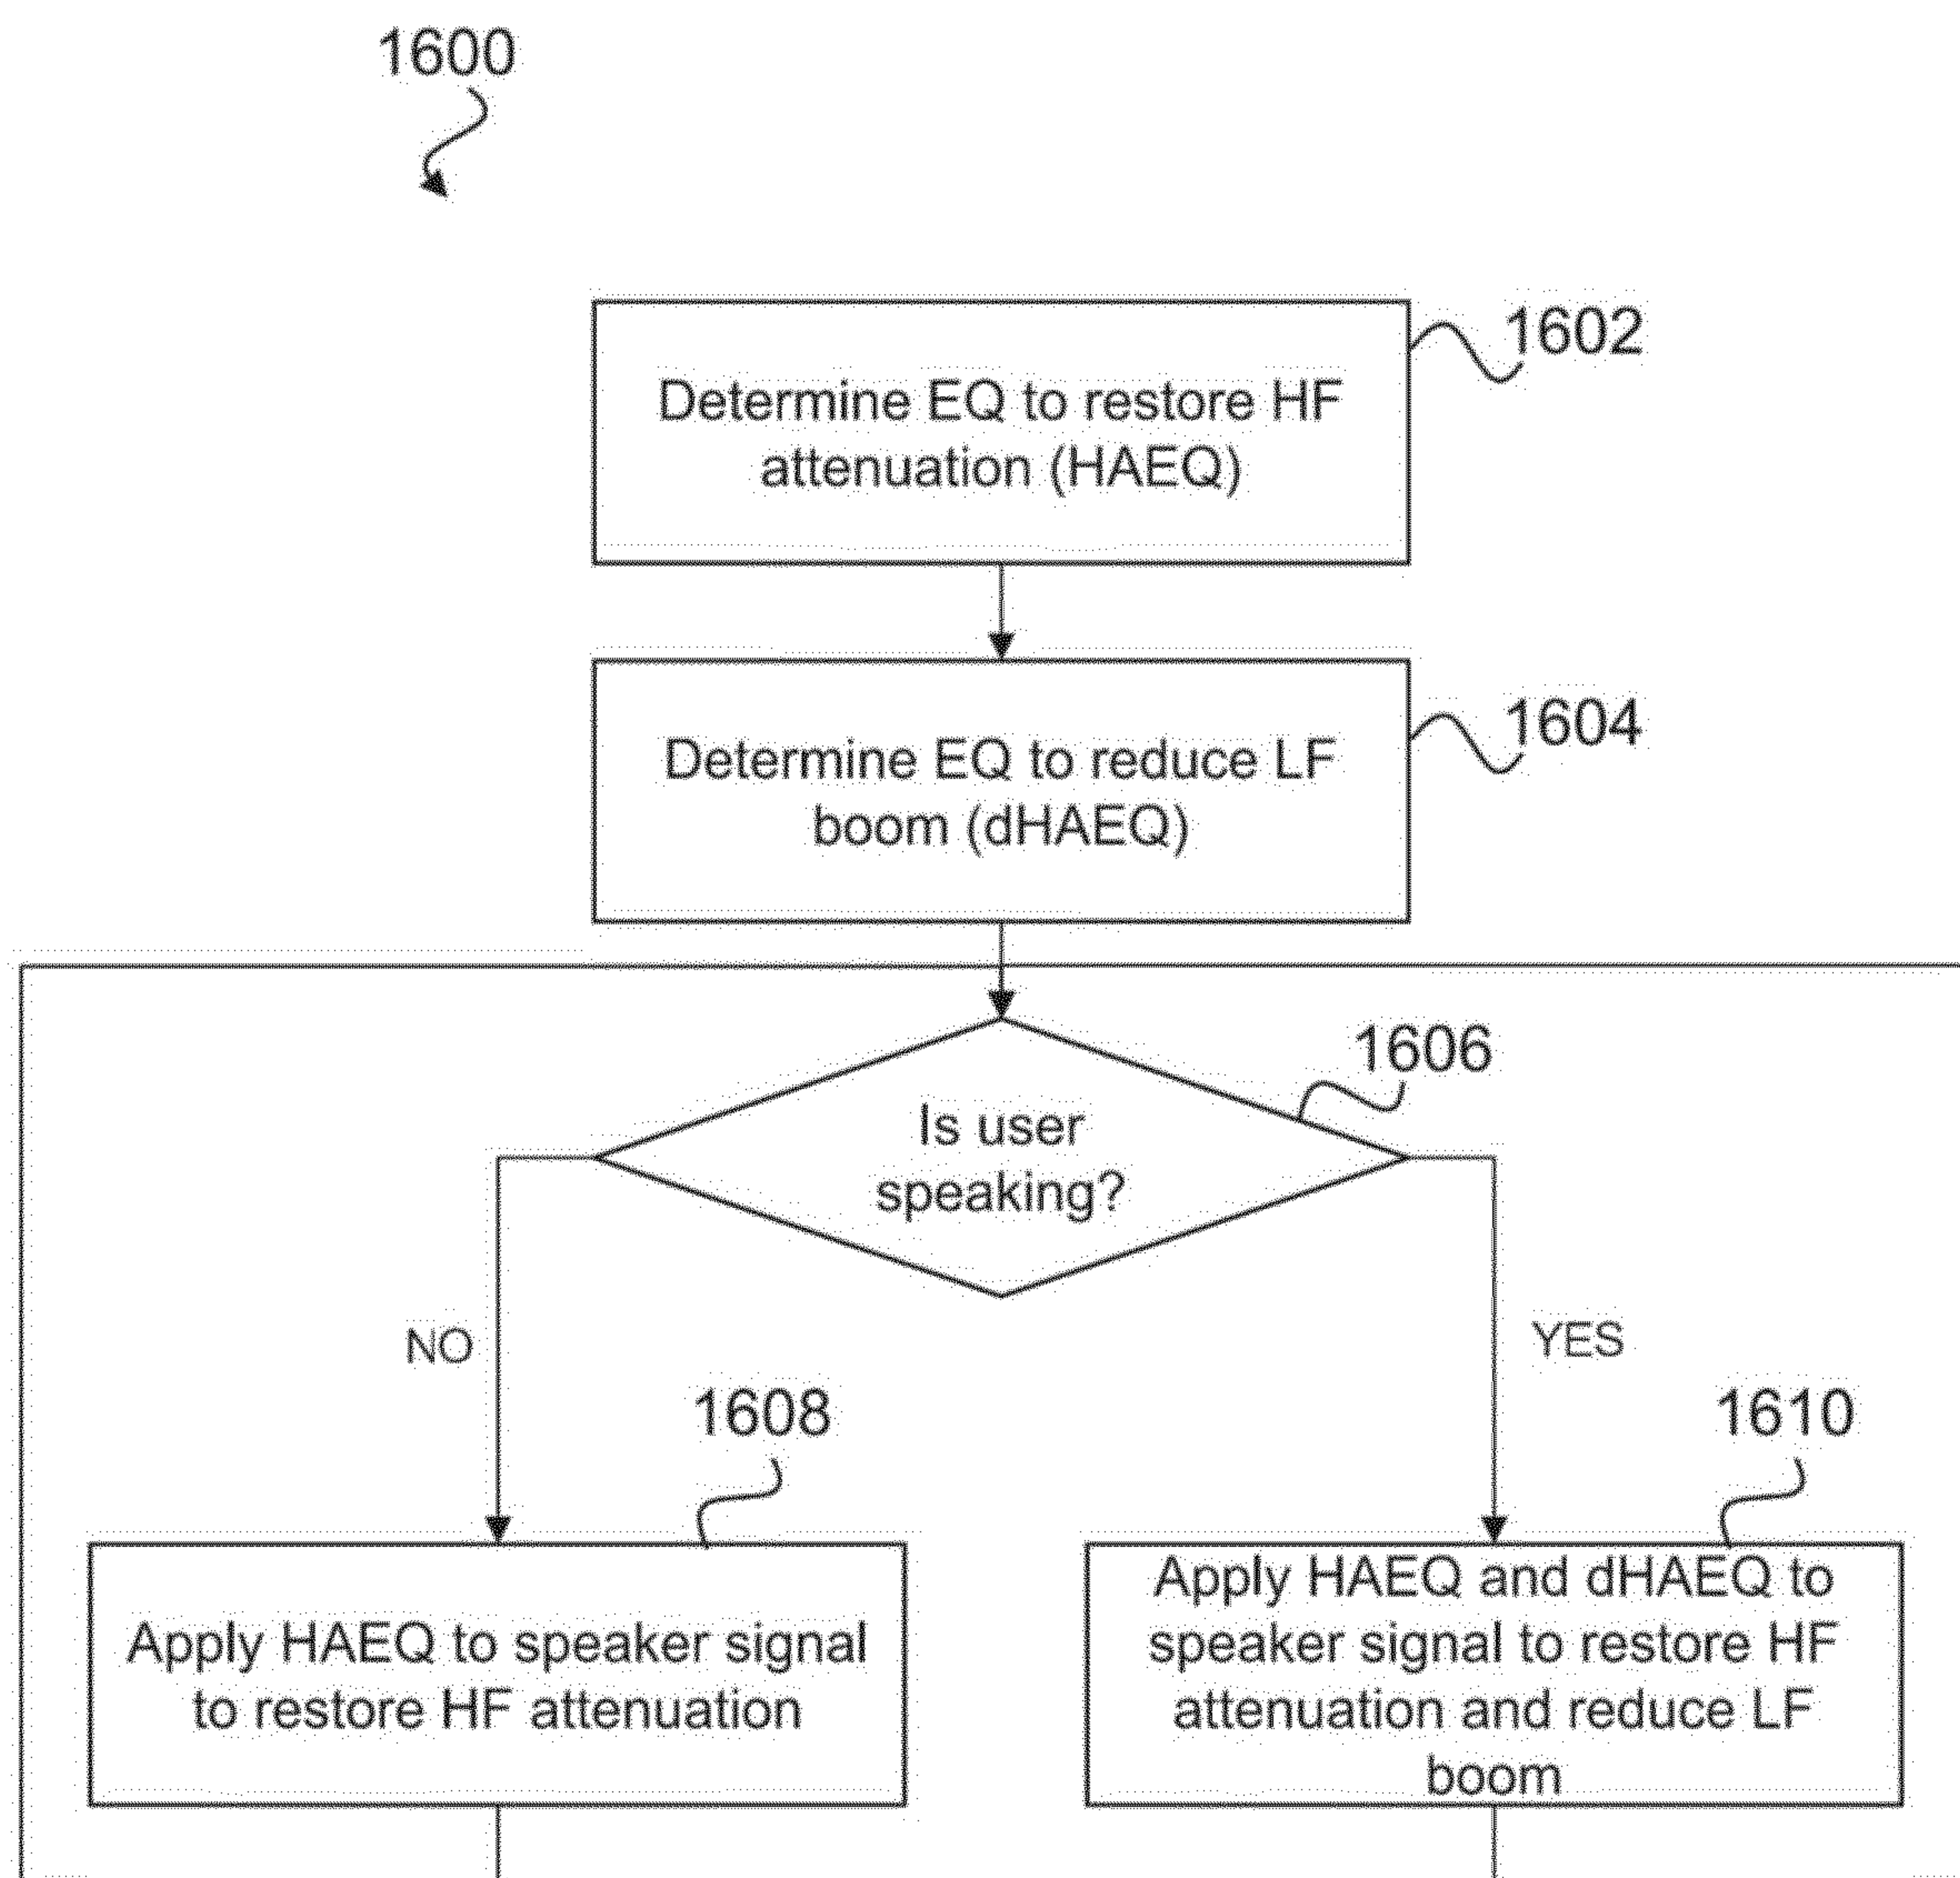 1600
1602
Determine EQ to restore HF
attenuation (HAEQ)
1604
Determine EQ to reduce LF
boom (dHAEQ)
1606
Is user
speaking?
NO
YES
1608
1610
Apply HAEQ to speaker signal
to restore HF attenuation
Apply HAEQ and dHAEQ to
speaker signal to restore HF
attenuation and reduce LF
boom